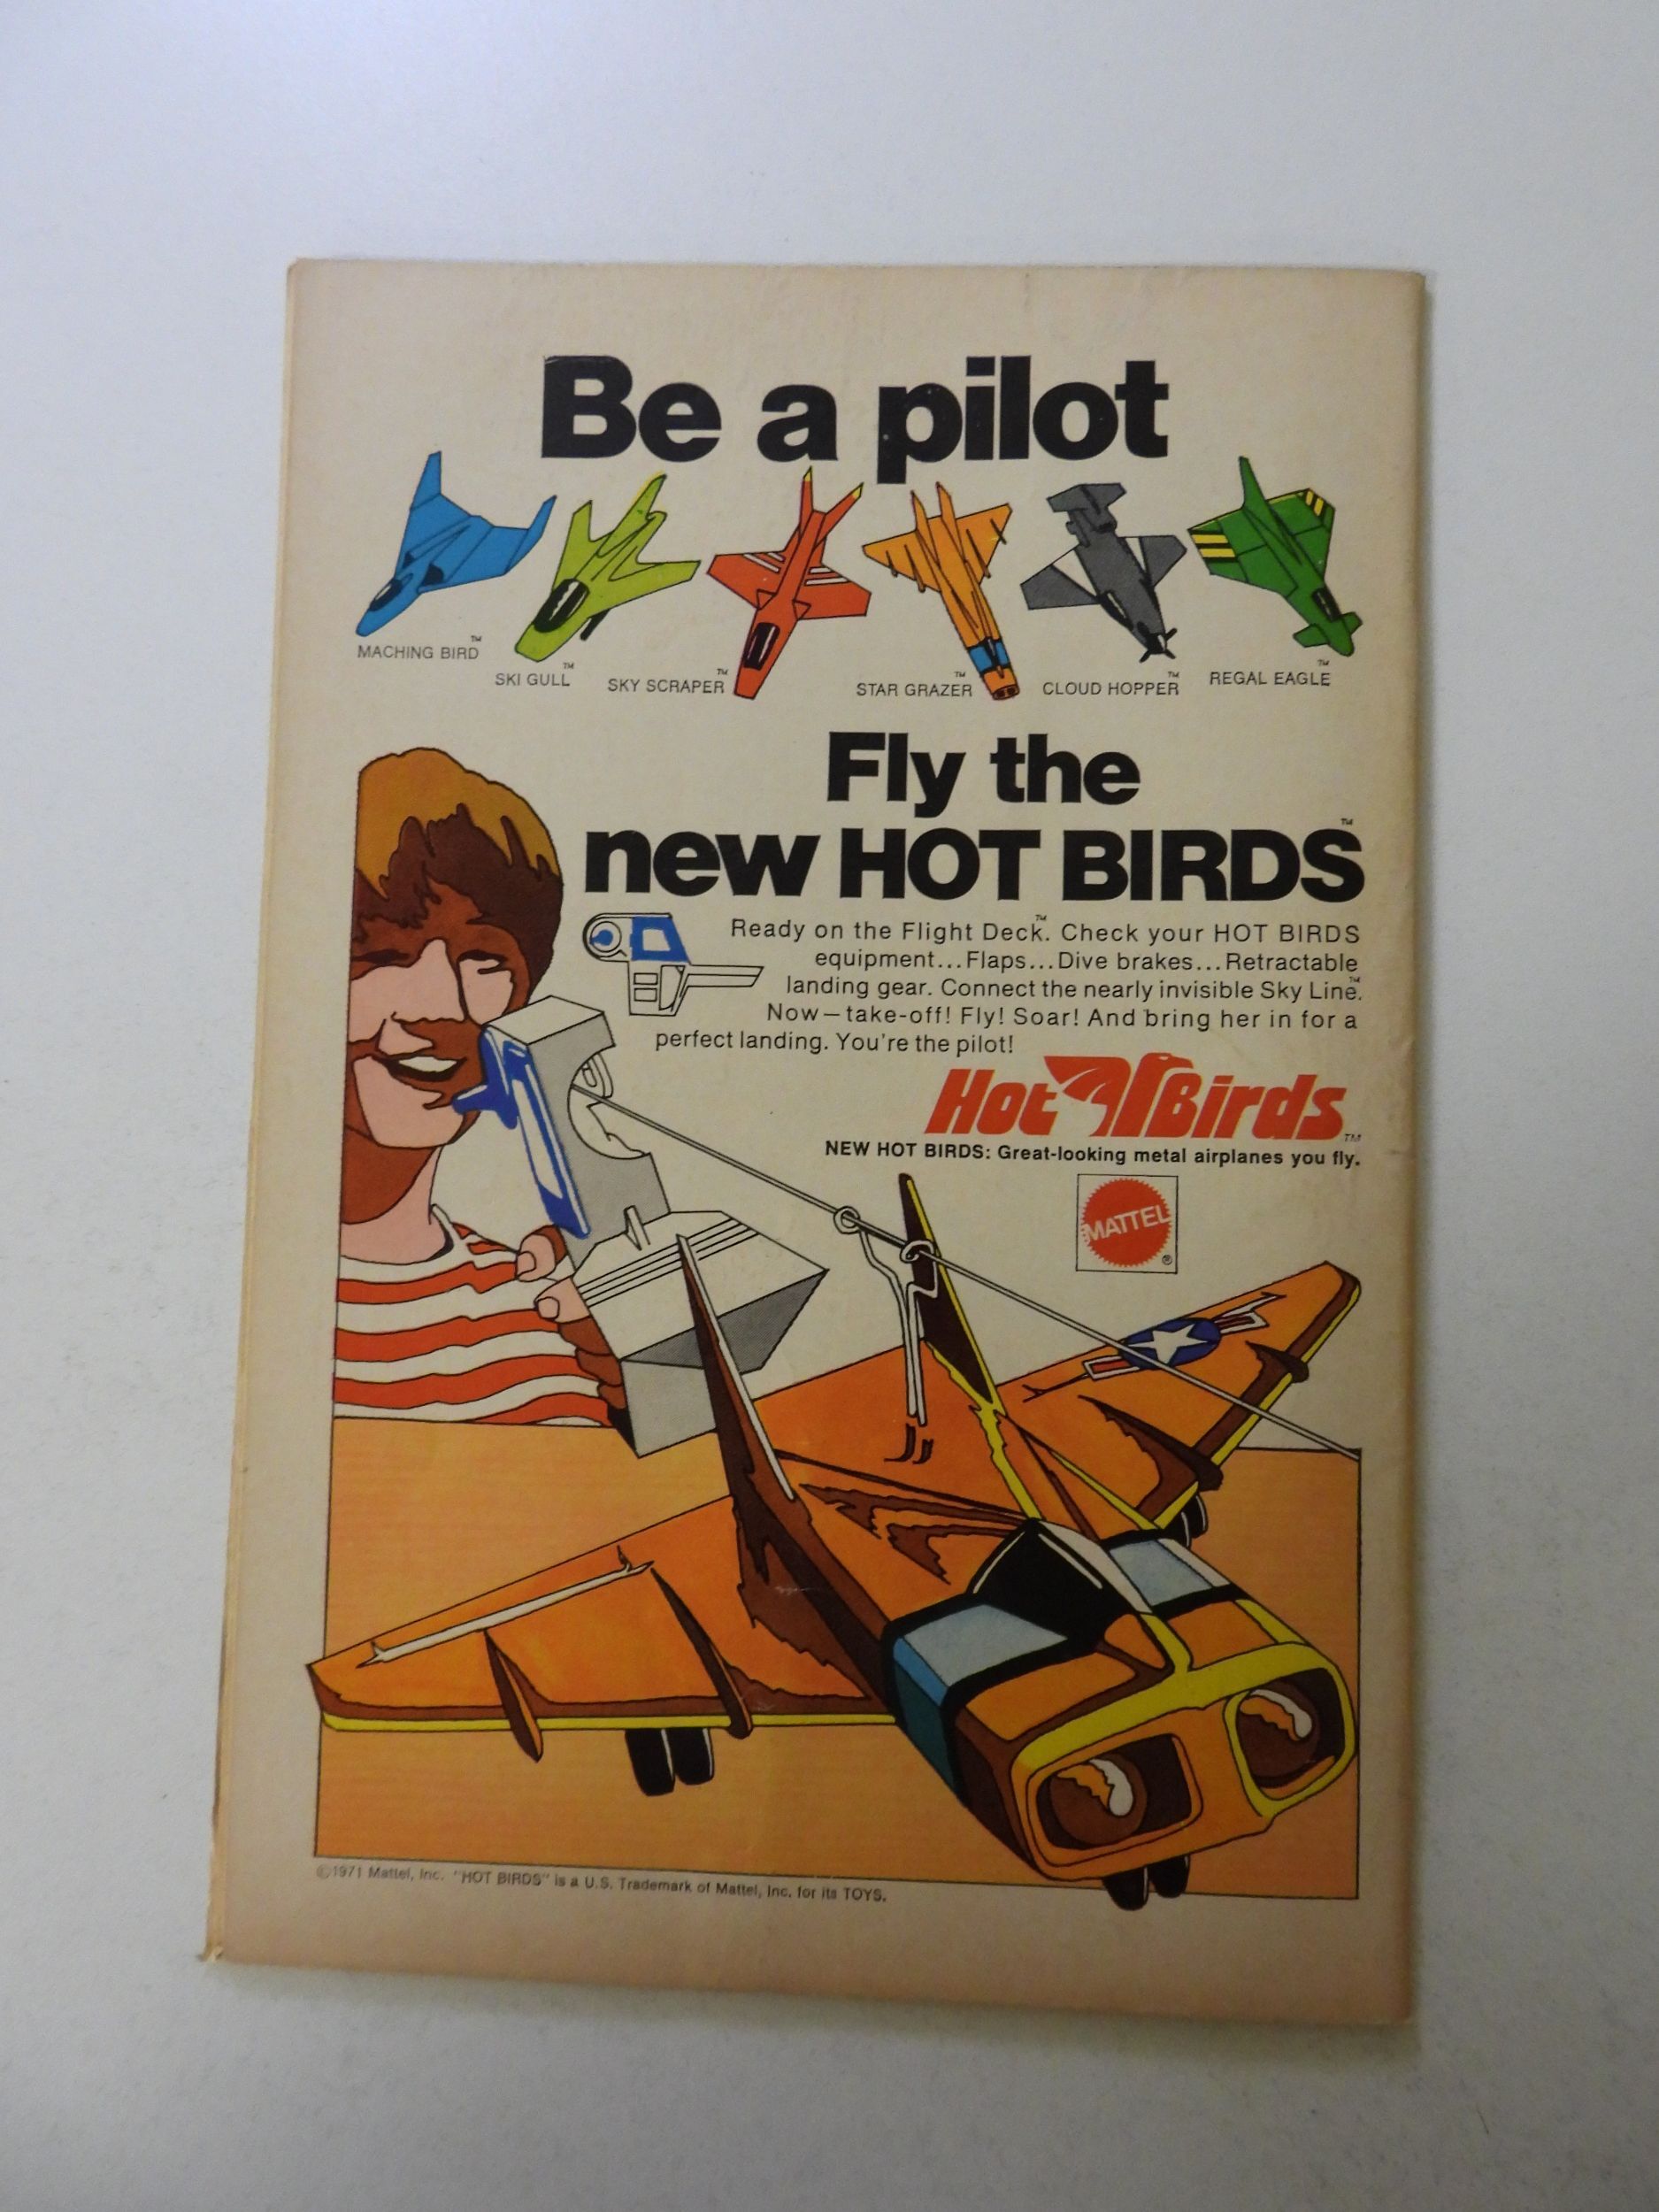 Be a pilot
MACHING BIRD™
SKI GULL™
SKY SCRAPER™
STAR GRAZER™
CLOUD HOPPER™
REGAL EAGLE™
Fly the
new HOT BIRDS™
Ready on the Flight Deck™. Check your HOT BIRDS
equipment...Flaps...Dive brakes...Retractable
landing gear. Connect the nearly invisible Sky Line™.
Now—take-off! Fly! Soar! And bring her in for a
perfect landing. You're the pilot!
Hot Birds™
NEW HOT BIRDS: Great-looking metal airplanes you fly.
MATTEL®
©1971 Mattel, Inc. "HOT BIRDS" is a U.S. Trademark of Mattel, Inc. for its TOYS.